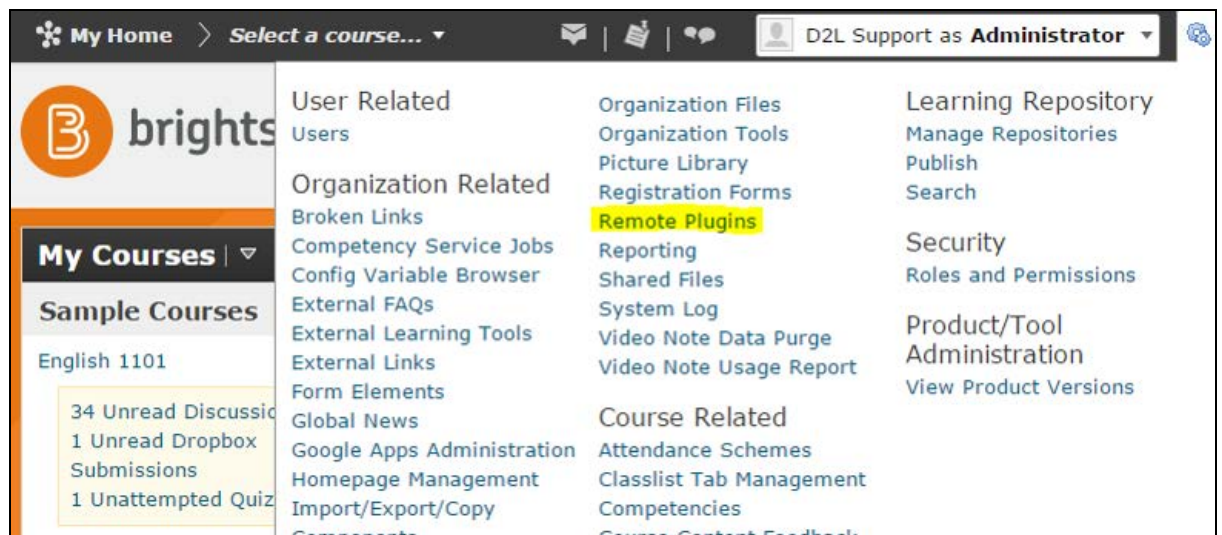 My Home > Select a course... D2L Support as Administrator
B brights
My Courses
Sample Courses
English 1101
34 Unread Discussio
1 Unread Dropbox
Submissions
1 Unattempted Quiz
User Related
Users
Organization Related
Broken Links
Competency Service Jobs
Config Variable Browser
External FAQs
External Learning Tools
External Links
Form Elements
Global News
Google Apps Administration
Homepage Management
Import/Export/Copy
Components
Organization Files
Organization Tools
Picture Library
Registration Forms
Remote Plugins
Reporting
Shared Files
System Log
Video Note Data Purge
Video Note Usage Report
Course Related
Attendance Schemes
Classlist Tab Management
Competencies
Course Content Feedback
Learning Repository
Manage Repositories
Publish
Search
Security
Roles and Permissions
Product/Tool
Administration
View Product Versions